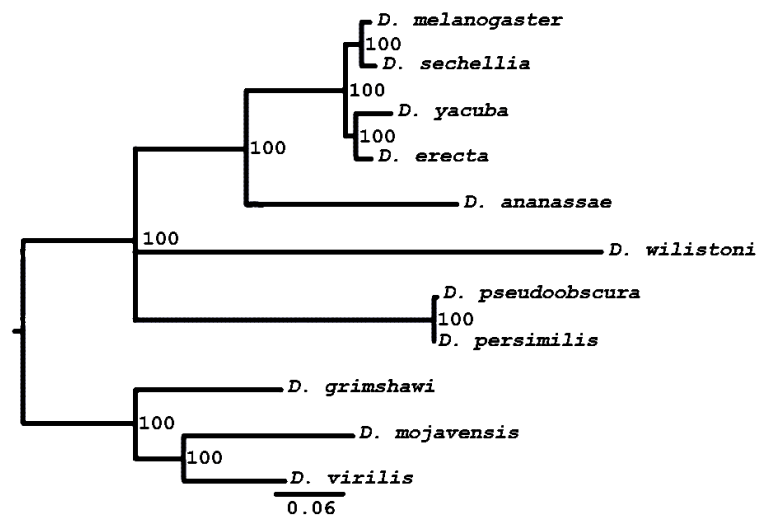 D. melanogaster
100
D. sechellia
100
D. yacuba
100
D. erecta
100
D. ananassae
100
D. wilistoni
D. pseudoobscura
100
D. persimilis
D. grimshawi
100
D. mojavensis
100
D. virilis
0.06